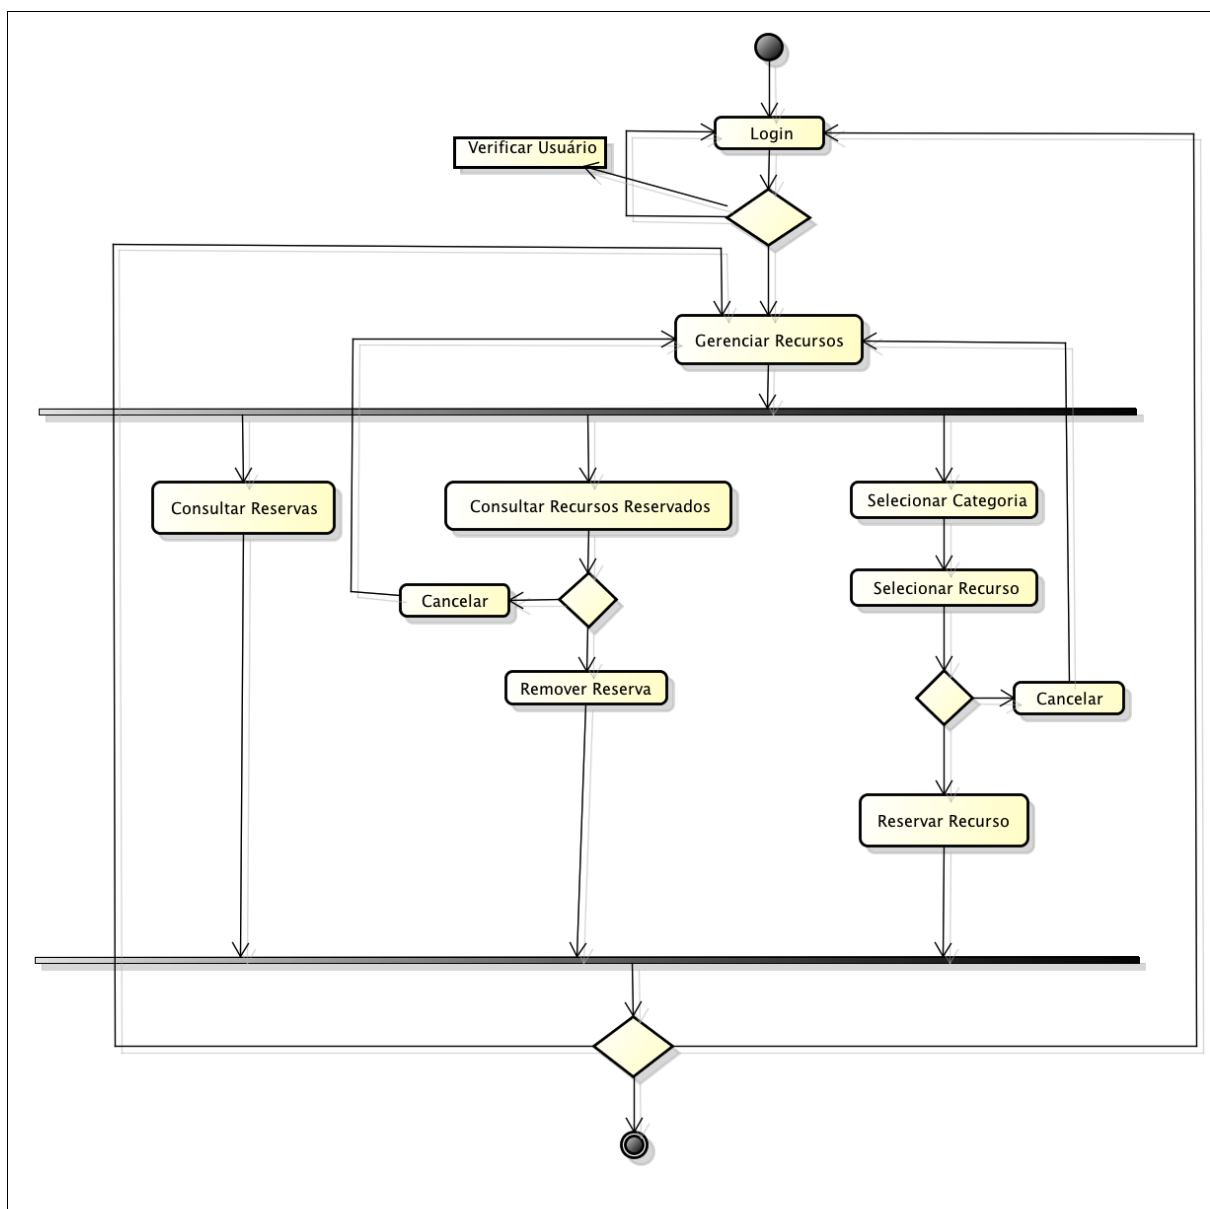 Login
Verificar Usuário
Gerenciar Recursos
Consultar Reservas
Consultar Recursos Reservados
Selecionar Categoria
Selecionar Recurso
Cancelar
Remover Reserva
Cancelar
Reservar Recurso